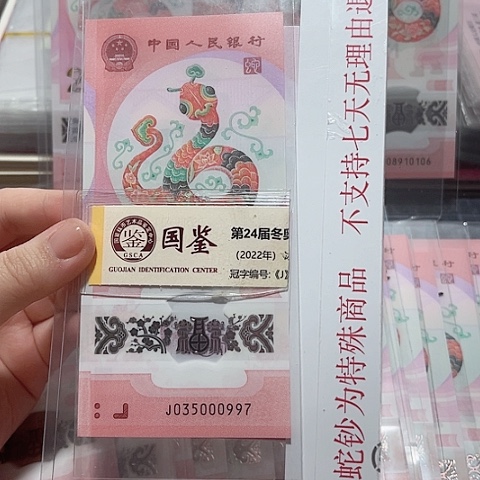 中国人民银行
国鉴
GSCA
GUOJIAN IDENTIFICATION CENTER
第24届冬奥
(2022年)
冠字编号:《J》
J035000997
蛇钞为特殊商品 不支持七天无理由退
08910106